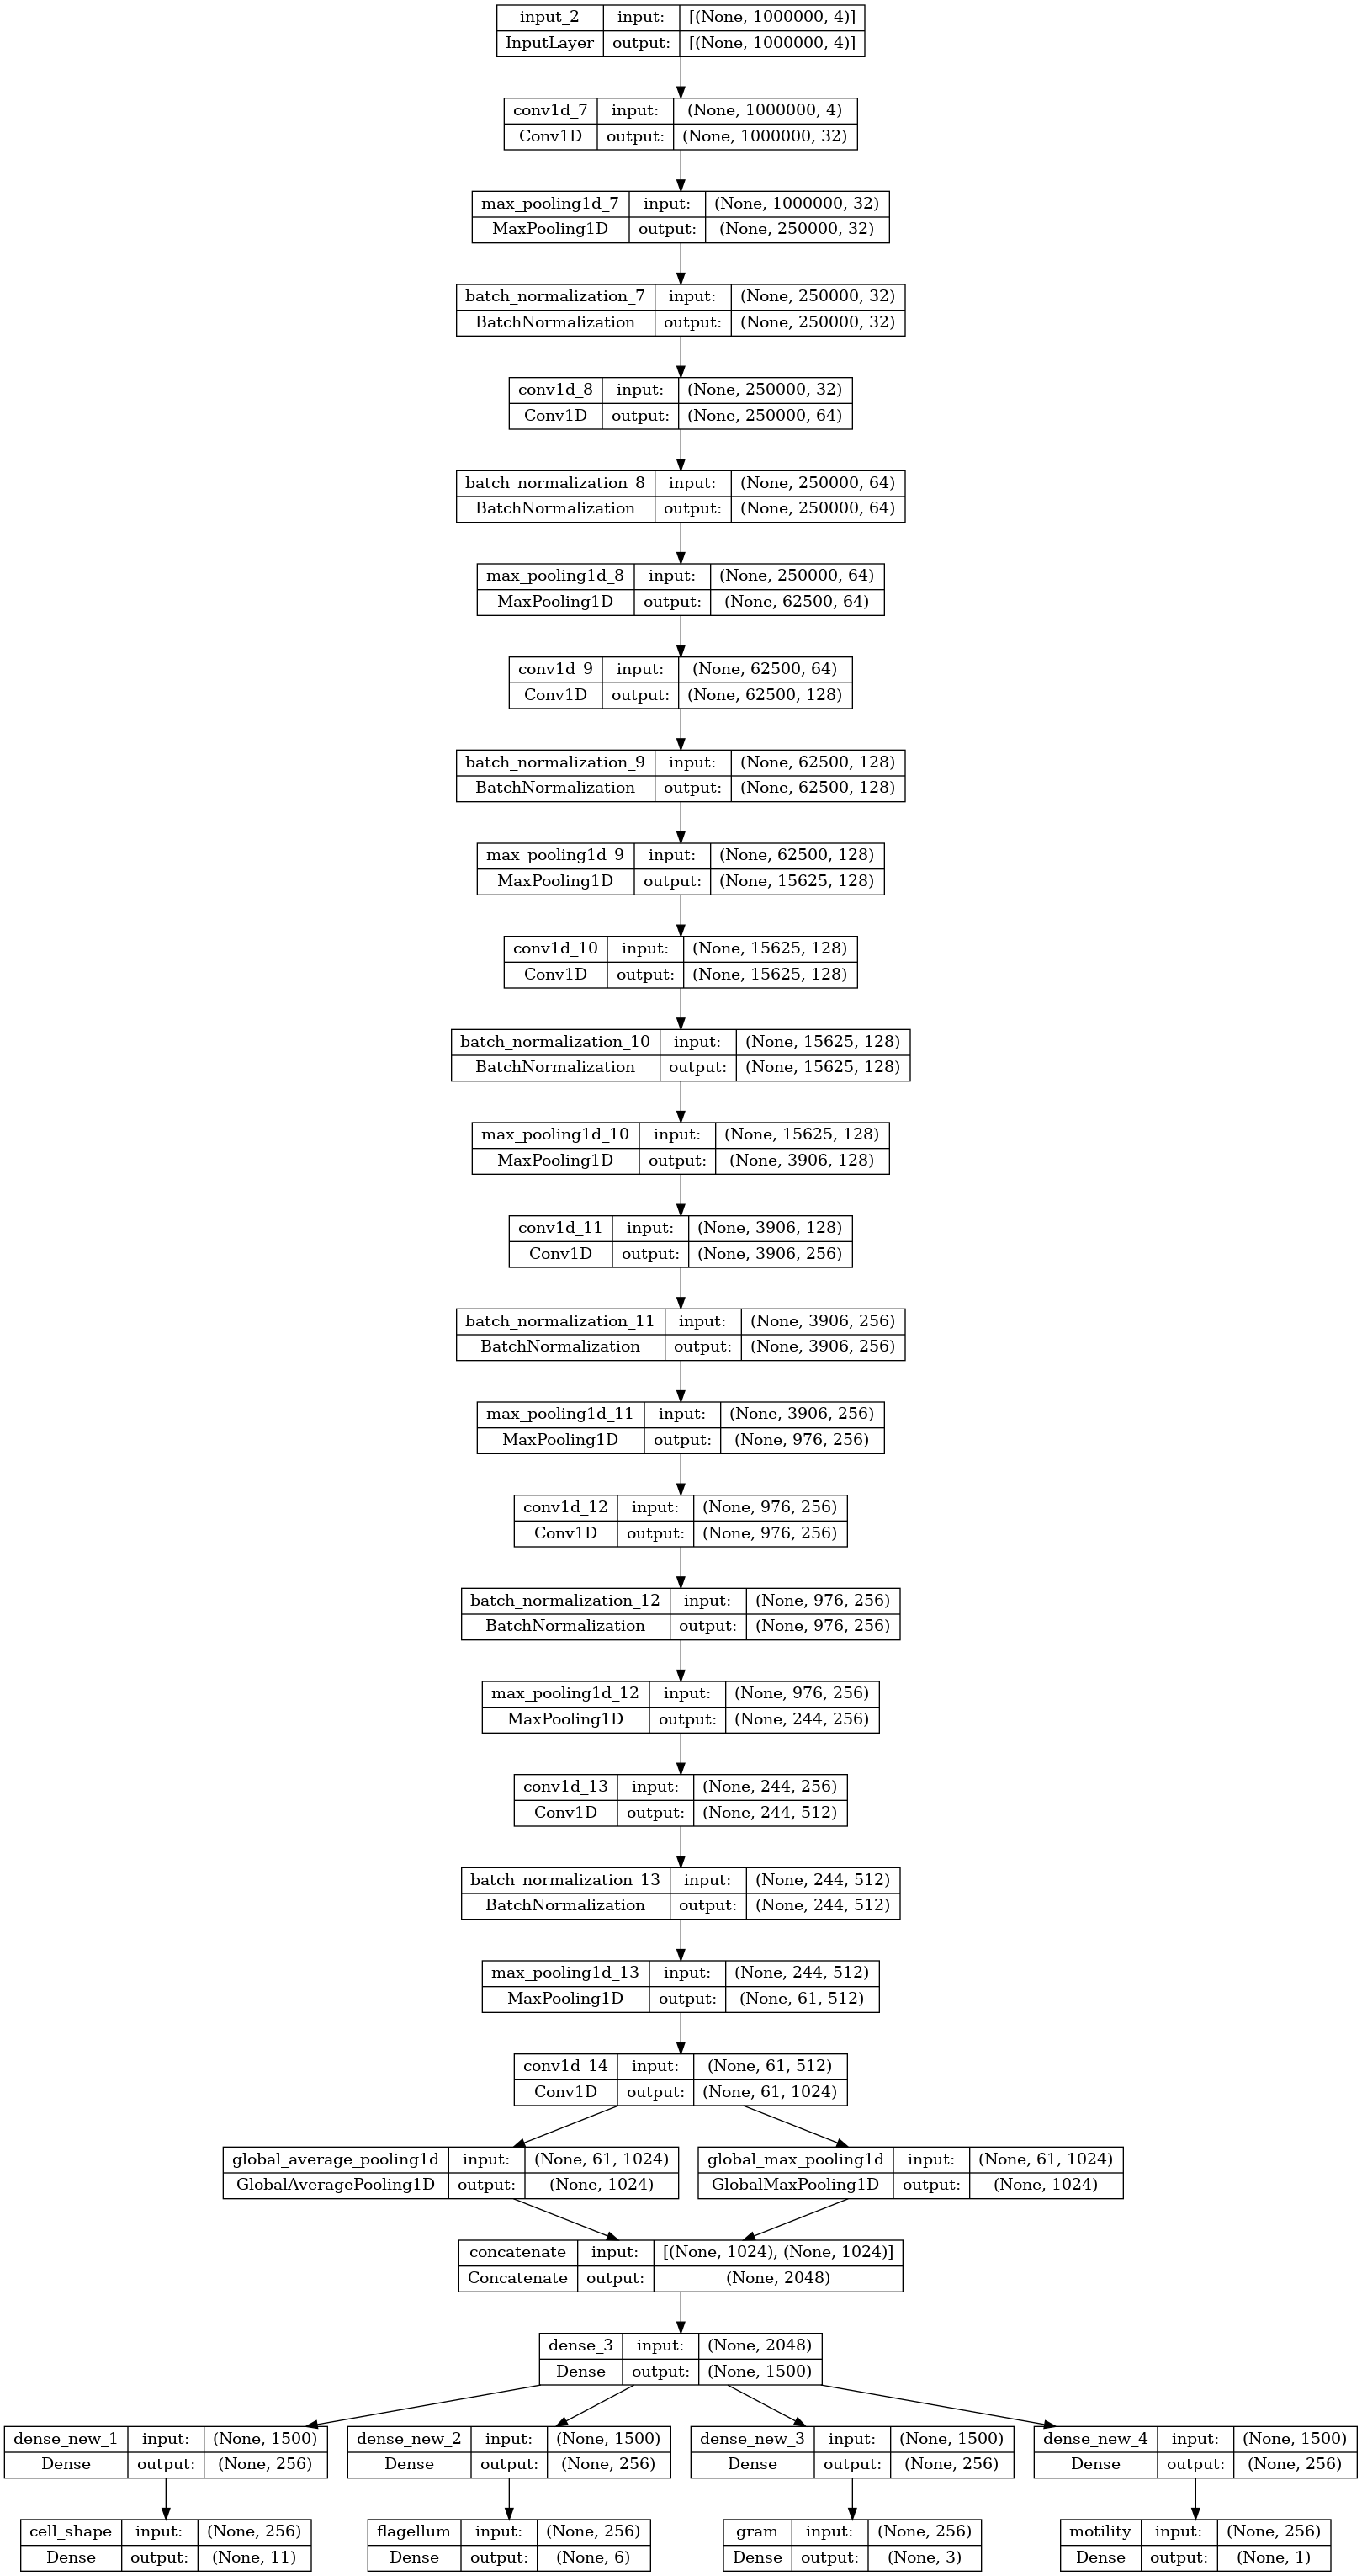 input_2 input: [(None, 1000000, 4)]
InputLayer output: [(None, 1000000, 4)]
conv1d_7 input: (None, 1000000, 4)
Conv1D output: (None, 1000000, 32)
max_pooling1d_7 input: (None, 1000000, 32)
MaxPooling1D output: (None, 250000, 32)
batch_normalization_7 input: (None, 250000, 32)
BatchNormalization output: (None, 250000, 32)
conv1d_8 input: (None, 250000, 32)
Conv1D output: (None, 250000, 64)
batch_normalization_8 input: (None, 250000, 64)
BatchNormalization output: (None, 250000, 64)
max_pooling1d_8 input: (None, 250000, 64)
MaxPooling1D output: (None, 62500, 64)
conv1d_9 input: (None, 62500, 64)
Conv1D output: (None, 62500, 128)
batch_normalization_9 input: (None, 62500, 128)
BatchNormalization output: (None, 62500, 128)
max_pooling1d_9 input: (None, 62500, 128)
MaxPooling1D output: (None, 15625, 128)
conv1d_10 input: (None, 15625, 128)
Conv1D output: (None, 15625, 128)
batch_normalization_10 input: (None, 15625, 128)
BatchNormalization output: (None, 15625, 128)
max_pooling1d_10 input: (None, 15625, 128)
MaxPooling1D output: (None, 3906, 128)
conv1d_11 input: (None, 3906, 128)
Conv1D output: (None, 3906, 256)
batch_normalization_11 input: (None, 3906, 256)
BatchNormalization output: (None, 3906, 256)
max_pooling1d_11 input: (None, 3906, 256)
MaxPooling1D output: (None, 976, 256)
conv1d_12 input: (None, 976, 256)
Conv1D output: (None, 976, 256)
batch_normalization_12 input: (None, 976, 256)
BatchNormalization output: (None, 976, 256)
max_pooling1d_12 input: (None, 976, 256)
MaxPooling1D output: (None, 244, 256)
conv1d_13 input: (None, 244, 256)
Conv1D output: (None, 244, 512)
batch_normalization_13 input: (None, 244, 512)
BatchNormalization output: (None, 244, 512)
max_pooling1d_13 input: (None, 244, 512)
MaxPooling1D output: (None, 61, 512)
conv1d_14 input: (None, 61, 512)
Conv1D output: (None, 61, 1024)
global_average_pooling1d input: (None, 61, 1024)
GlobalAveragePooling1D output: (None, 1024)
global_max_pooling1d input: (None, 61, 1024)
GlobalMaxPooling1D output: (None, 1024)
concatenate input: [(None, 1024), (None, 1024)]
Concatenate output: (None, 2048)
dense_3 input: (None, 2048)
Dense output: (None, 1500)
dense_new_1 input: (None, 1500)
Dense output: (None, 256)
dense_new_2 input: (None, 1500)
Dense output: (None, 256)
dense_new_3 input: (None, 1500)
Dense output: (None, 256)
dense_new_4 input: (None, 1500)
Dense output: (None, 256)
cell_shape input: (None, 256)
Dense output: (None, 11)
flagellum input: (None, 256)
Dense output: (None, 6)
gram input: (None, 256)
Dense output: (None, 3)
motility input: (None, 256)
Dense output: (None, 1)